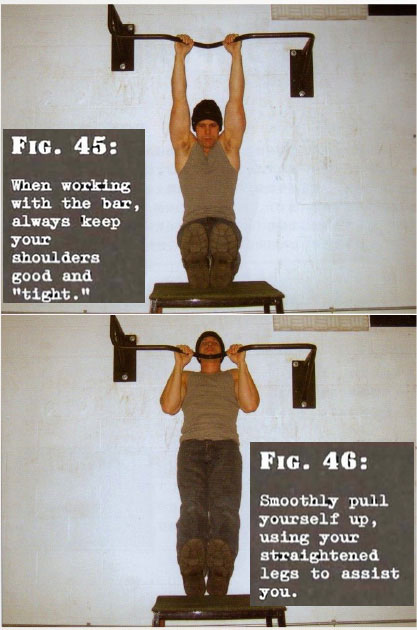 FIG. 45:
When working
with the bar,
always keep
your
shoulders
good and
"tight."
FIG. 46:
Smoothly pull
yourself up,
using your
straightened
legs to assist
you.